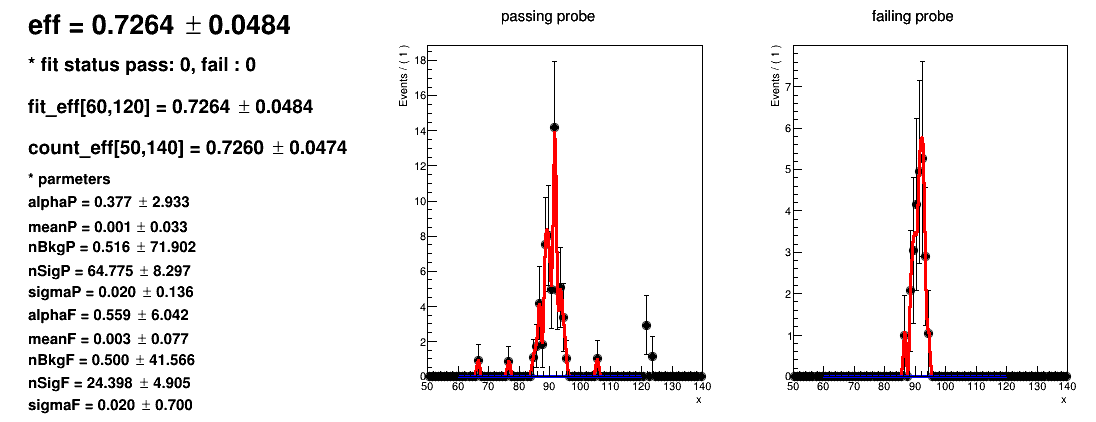 eff = 0.7264 ± 0.0484
* fit status pass: 0, fail : 0
fit_eff[60,120] = 0.7264 ± 0.0484
count_eff[50,140] = 0.7260 ± 0.0474
* parmeters
alphaP = 0.377 ± 2.933
meanP = 0.001 ± 0.033
nBkgP = 0.516 ± 71.902
nSigP = 64.775 ± 8.297
sigmaP = 0.020 ± 0.136
alphaF = 0.559 ± 6.042
meanF = 0.003 ± 0.077
nBkgF = 0.500 ± 41.566
nSigF = 24.398 ± 4.905
sigmaF = 0.020 ± 0.700
passing probe
Events / ( 1 )
18
16
14
12
10
8
6
4
2
0
50 60 70 80 90 100 110 120 130 140
x
failing probe
Events / ( 1 )
7
6
5
4
3
2
1
0
50 60 70 80 90 100 110 120 130 140
x